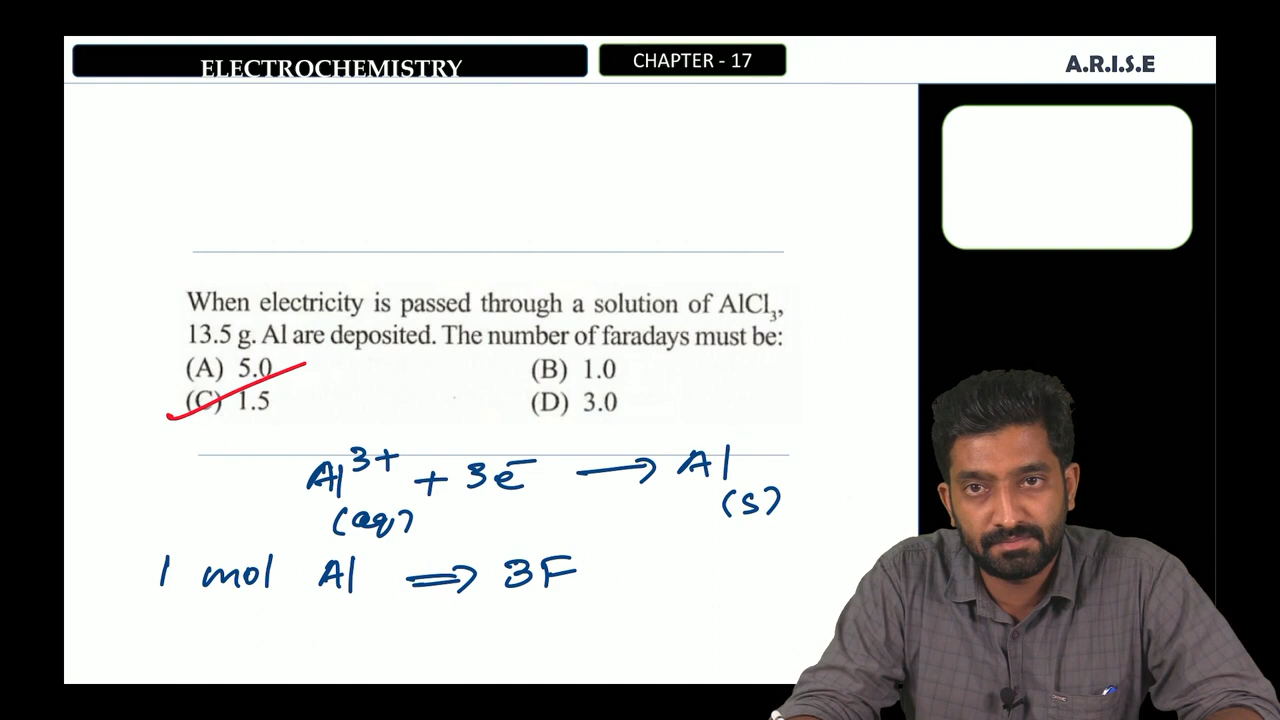 ELECTROCHEMISTRY
CHAPTER - 17
A.R.I.S.E
When electricity is passed through a solution of AlCl₃,
13.5 g. Al are deposited. The number of faradays must be:
(A) 5.0 (B) 1.0
(C) 1.5 (D) 3.0
Al³⁺ + 3e⁻ ⟶ Al
(aq) (s)
1 mol Al ⟹ 3F